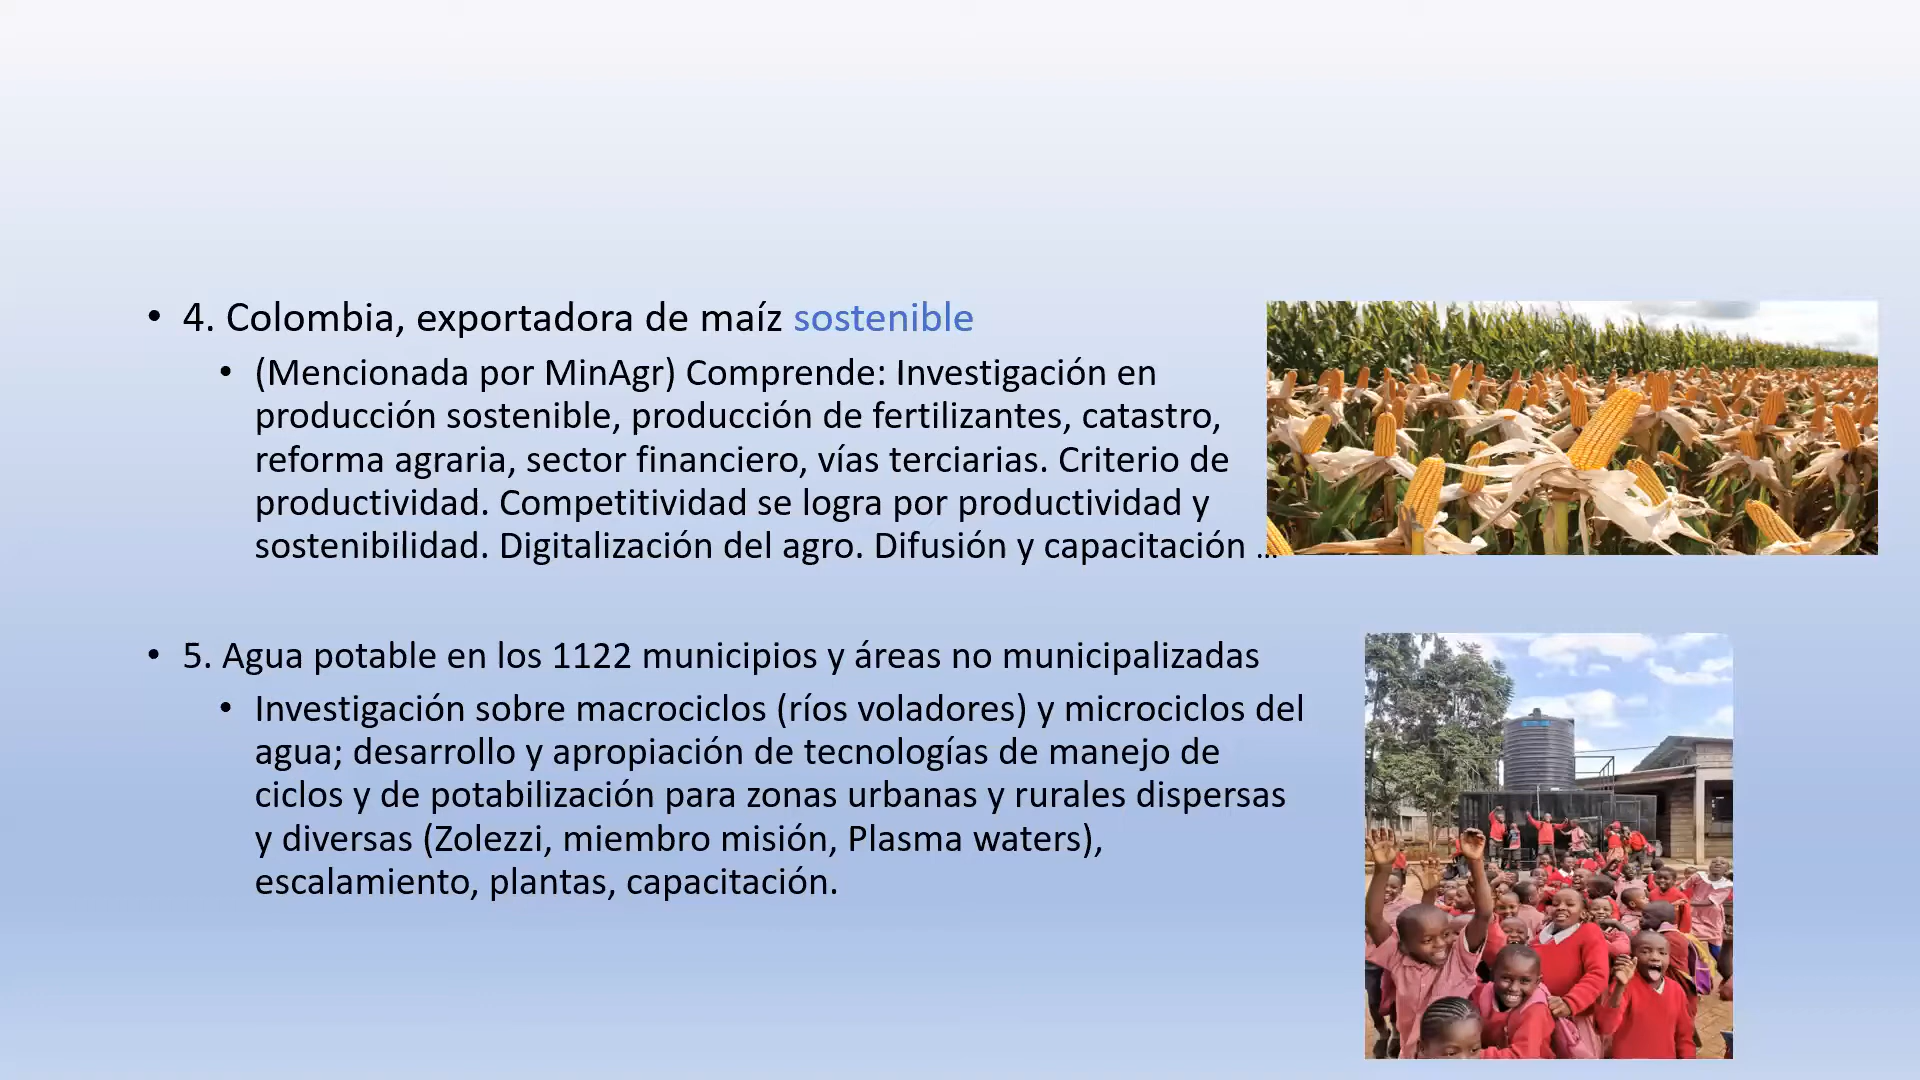 • 4. Colombia, exportadora de maíz sostenible
• (Mencionada por MinAgr) Comprende: Investigación en
producción sostenible, producción de fertilizantes, catastro,
reforma agraria, sector financiero, vías terciarias. Criterio de
productividad. Competitividad se logra por productividad y
sostenibilidad. Digitalización del agro. Difusión y capacitación ...
• 5. Agua potable en los 1122 municipios y áreas no municipalizadas
• Investigación sobre macrociclos (ríos voladores) y microciclos del
agua; desarrollo y apropiación de tecnologías de manejo de
ciclos y de potabilización para zonas urbanas y rurales dispersas
y diversas (Zolezzi, miembro misión, Plasma waters),
escalamiento, plantas, capacitación.